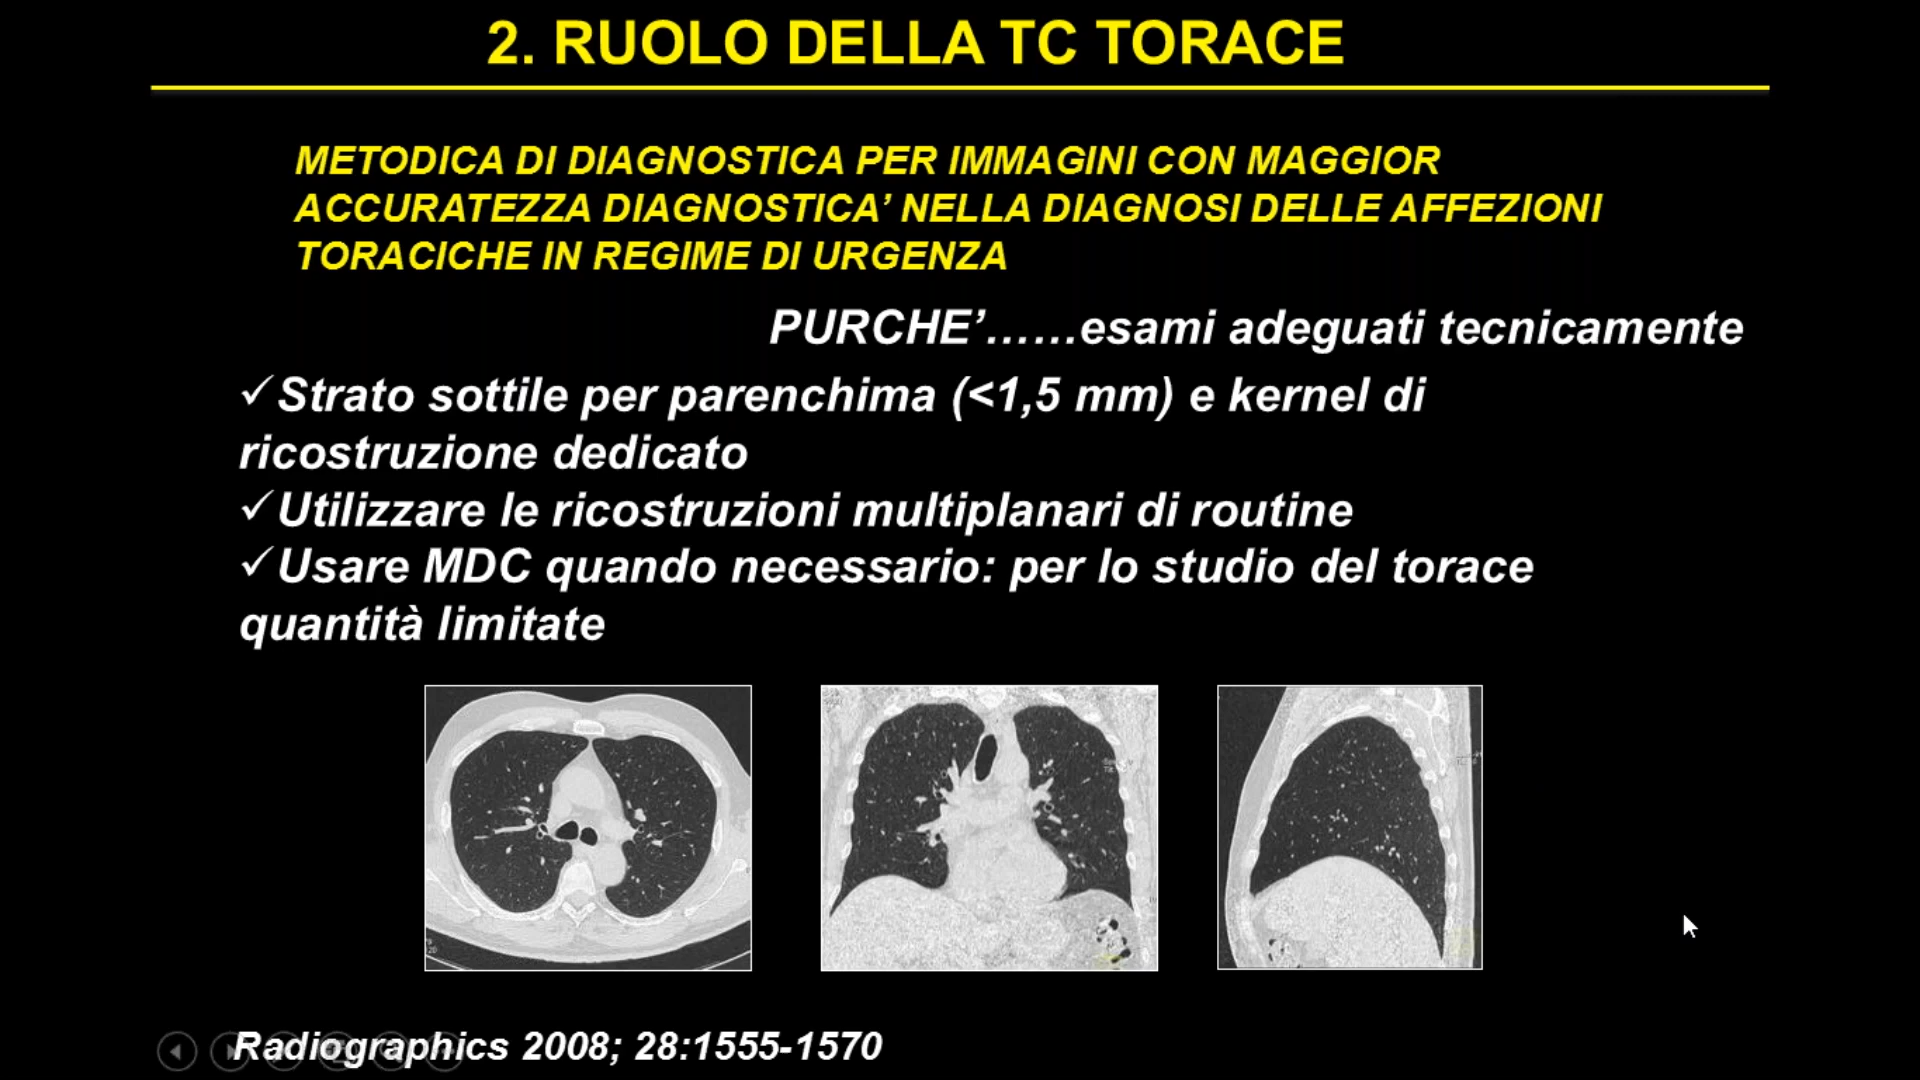 2. RUOLO DELLA TC TORACE
METODICA DI DIAGNOSTICA PER IMMAGINI CON MAGGIOR
ACCURATEZZA DIAGNOSTICA’ NELLA DIAGNOSI DELLE AFFEZIONI
TORACICHE IN REGIME DI URGENZA
PURCHE’......esami adeguati tecnicamente
✓Strato sottile per parenchima (<1,5 mm) e kernel di
ricostruzione dedicato
✓Utilizzare le ricostruzioni multiplanari di routine
✓Usare MDC quando necessario: per lo studio del torace
quantità limitate
Radiographics 2008; 28:1555-1570